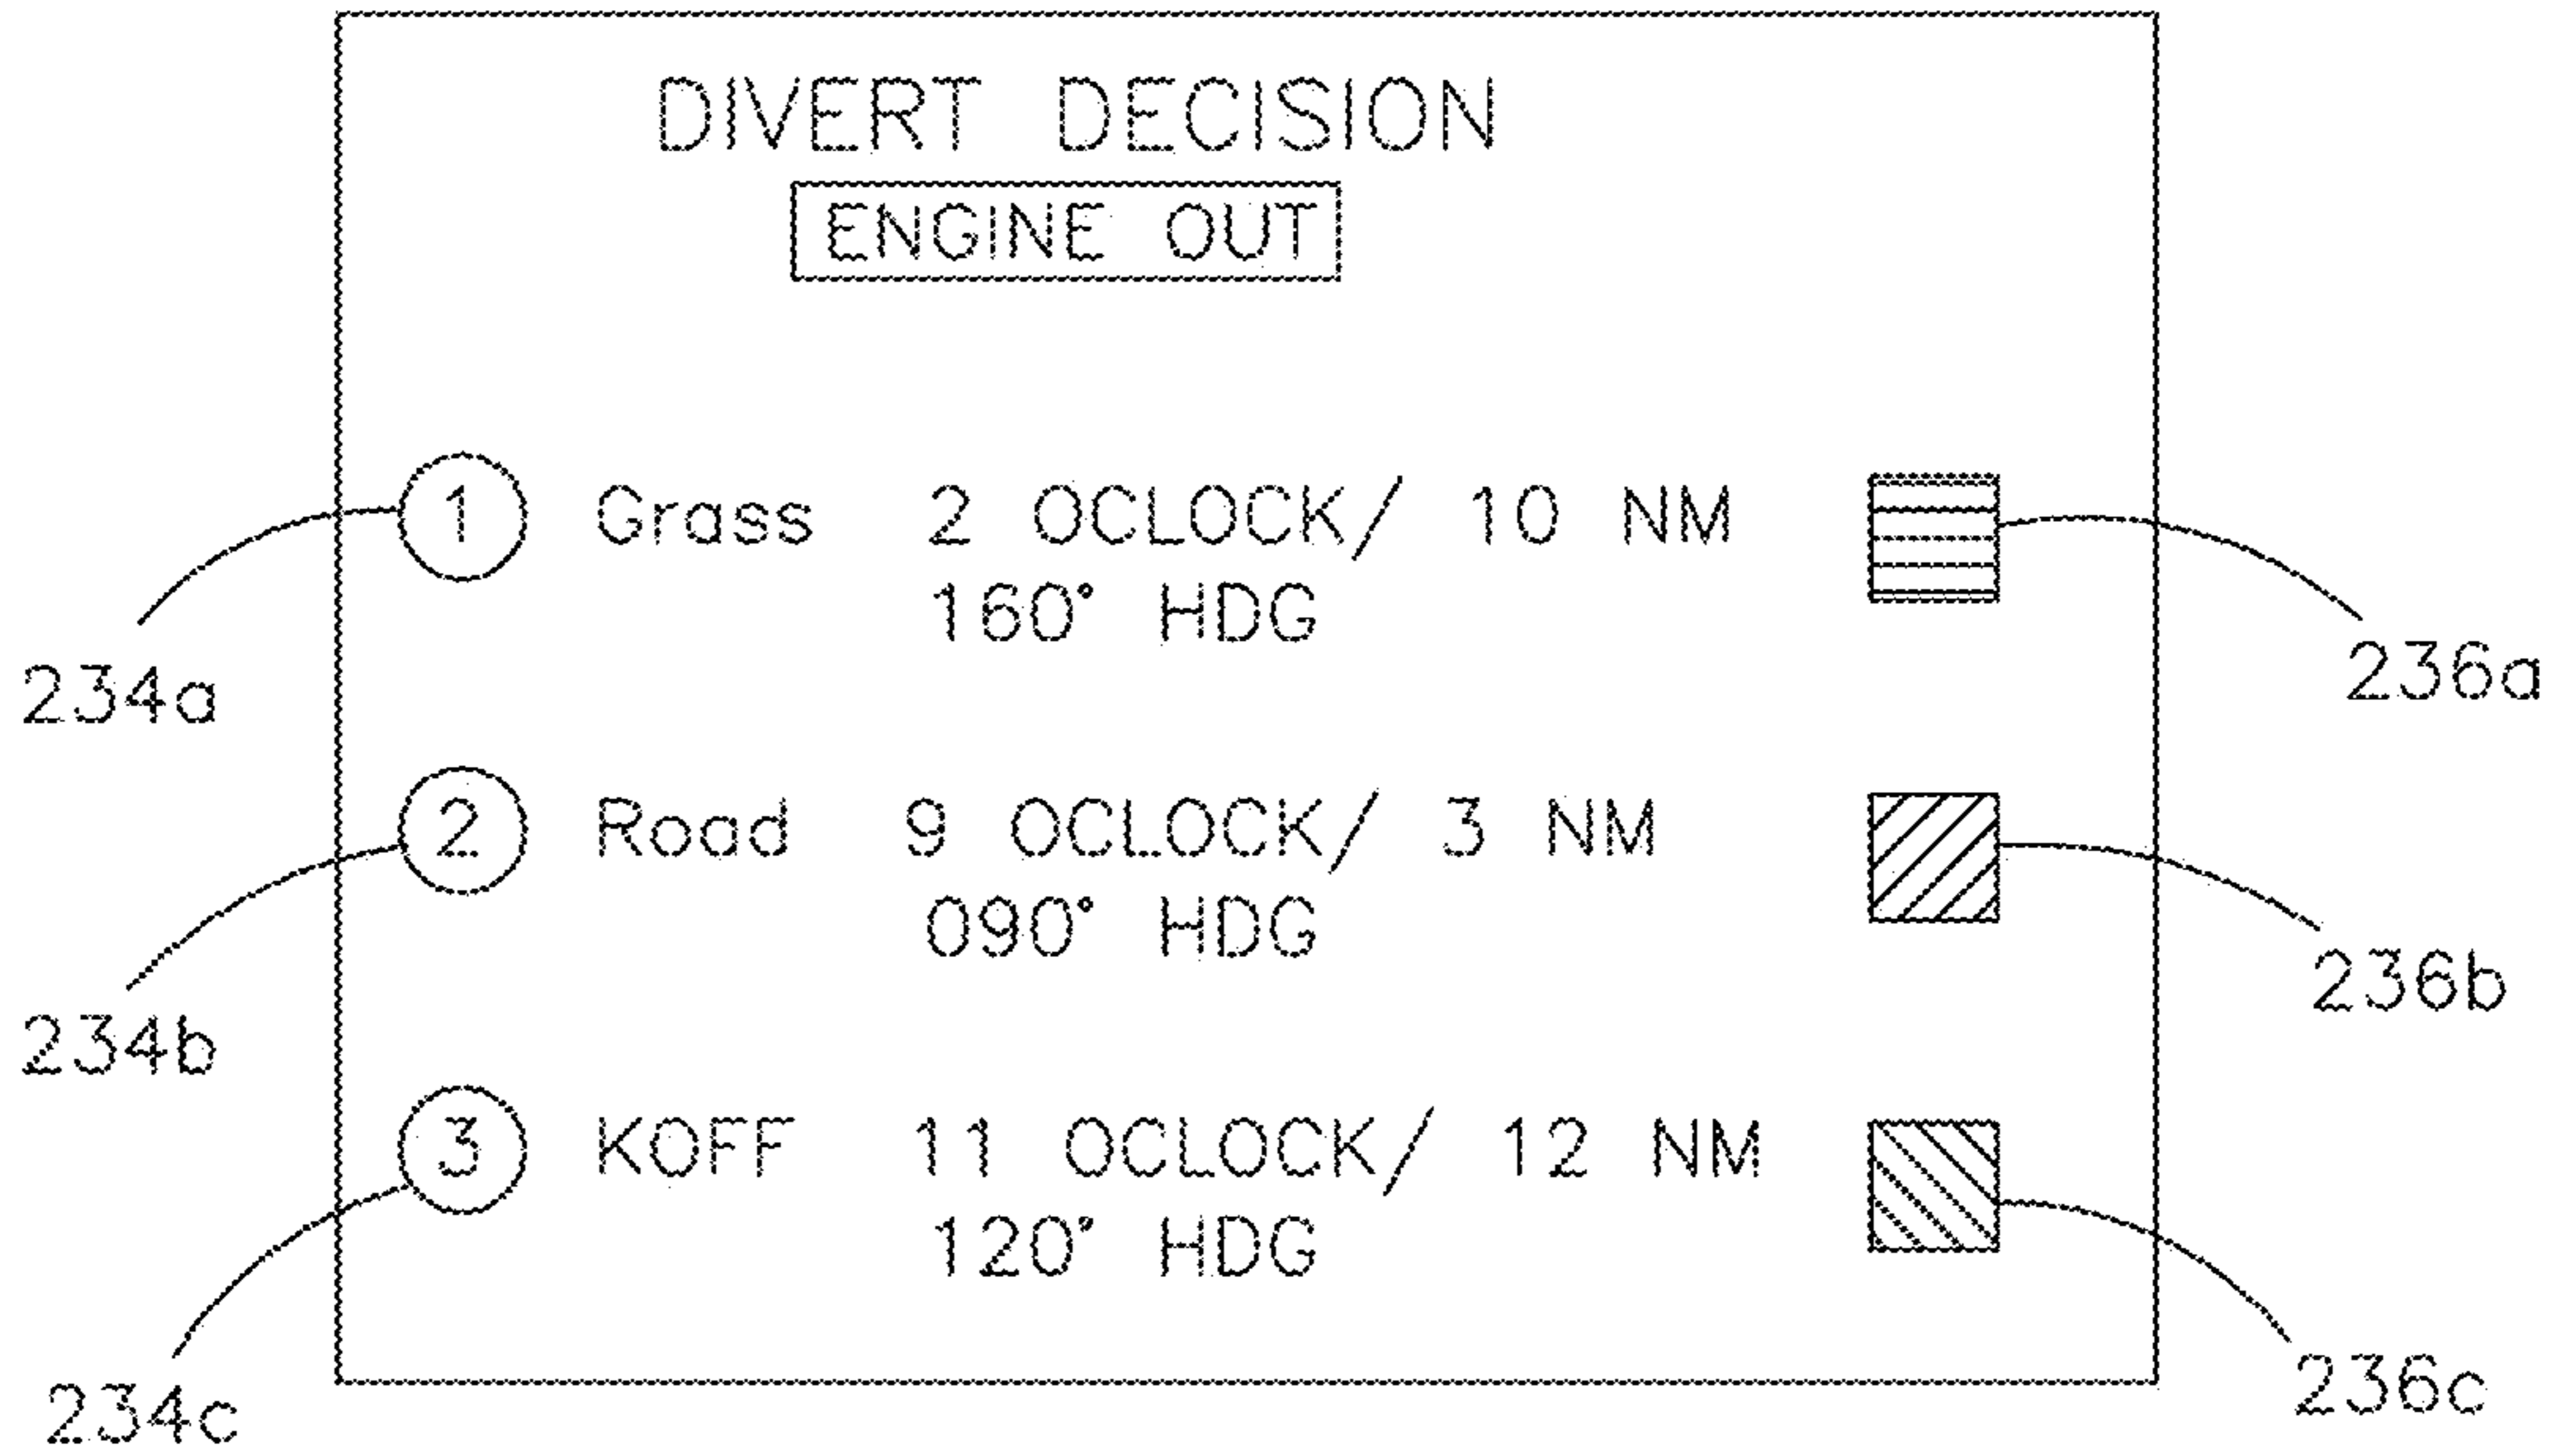 DIVERT DECISION
ENGINE OUT
1 Grass 2 OCLOCK/ 10 NM
160° HDG
234a
236a
2 Road 9 OCLOCK/ 3 NM
090° HDG
234b
236b
3 KOFF 11 OCLOCK/ 12 NM
120° HDG
234c
236c